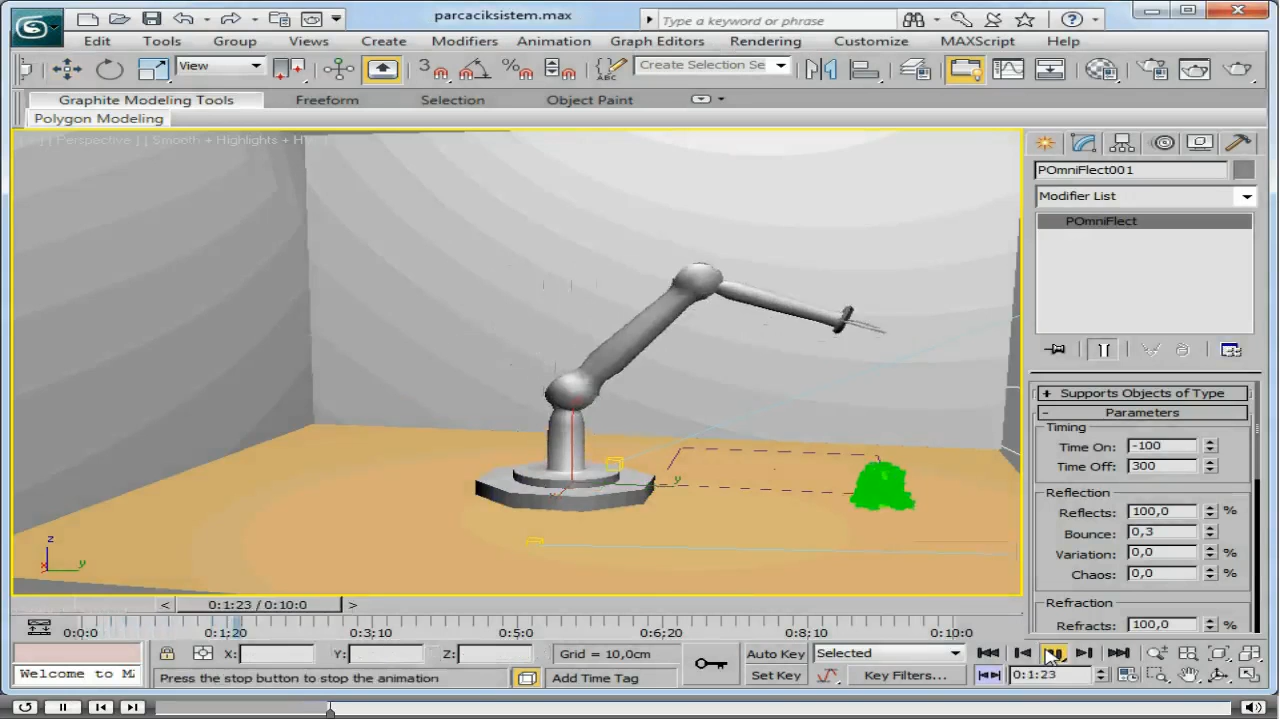 parcaciksistem.max
Type a keyword or phrase
Edit Tools Group Views Create Modifiers Animation Graph Editors Rendering Customize MAXScript Help
View
3
Create Selection Se
Graphite Modeling Tools Freeform Selection Object Paint
Polygon Modeling
Perspective ] [ Smooth + Highlights + H
POmniFlect001
Modifier List
POmniFlect
+ Supports Objects of Type
- Parameters
Timing
Time On: -100
Time Off: 300
Reflection
Reflects: 100,0 %
Bounce: 0,3
Variation: 0,0 %
Chaos: 0,0 %
Refraction
Refracts: 100,0 %
z
y
x
y
< 0:1:23 / 0:10:0 >
0:0:0 0:1:20 0:3:10 0:5:0 0:6:20 0:8:10 0:10:0
X: Y: Z: Grid = 10,0cm Auto Key Selected
Welcome to M Press the stop button to stop the animation Add Time Tag Set Key Key Filters... 0:1:23